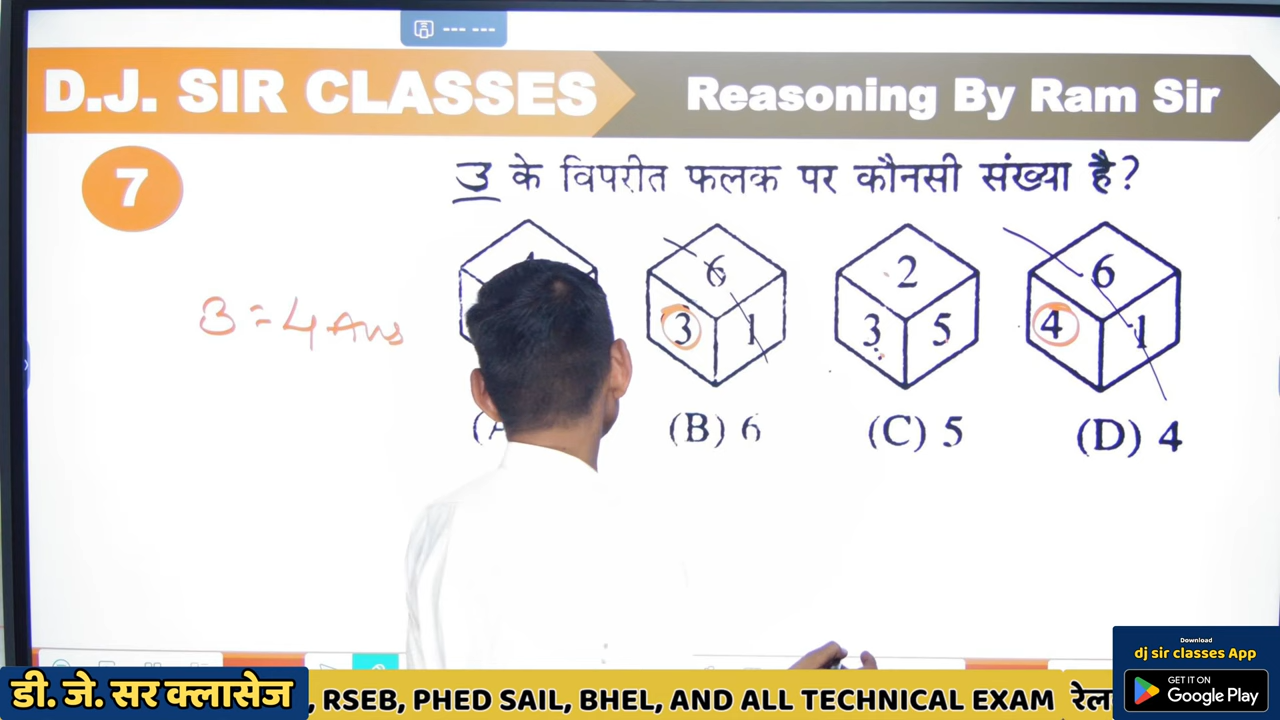 --- ---
D.J. SIR CLASSES
Reasoning By Ram Sir
7
3 के विपरीत फलक पर कौनसी संख्या है?
6
3
1
2
3
5
6
4
1
3 = 4 Ans
(B) 6
(C) 5
(D) 4
डी. जे. सर क्लासेज
, RSEB, PHED SAIL, BHEL, AND ALL TECHNICAL EXAM
Download
dj sir classes App
GET IT ON
Google Play